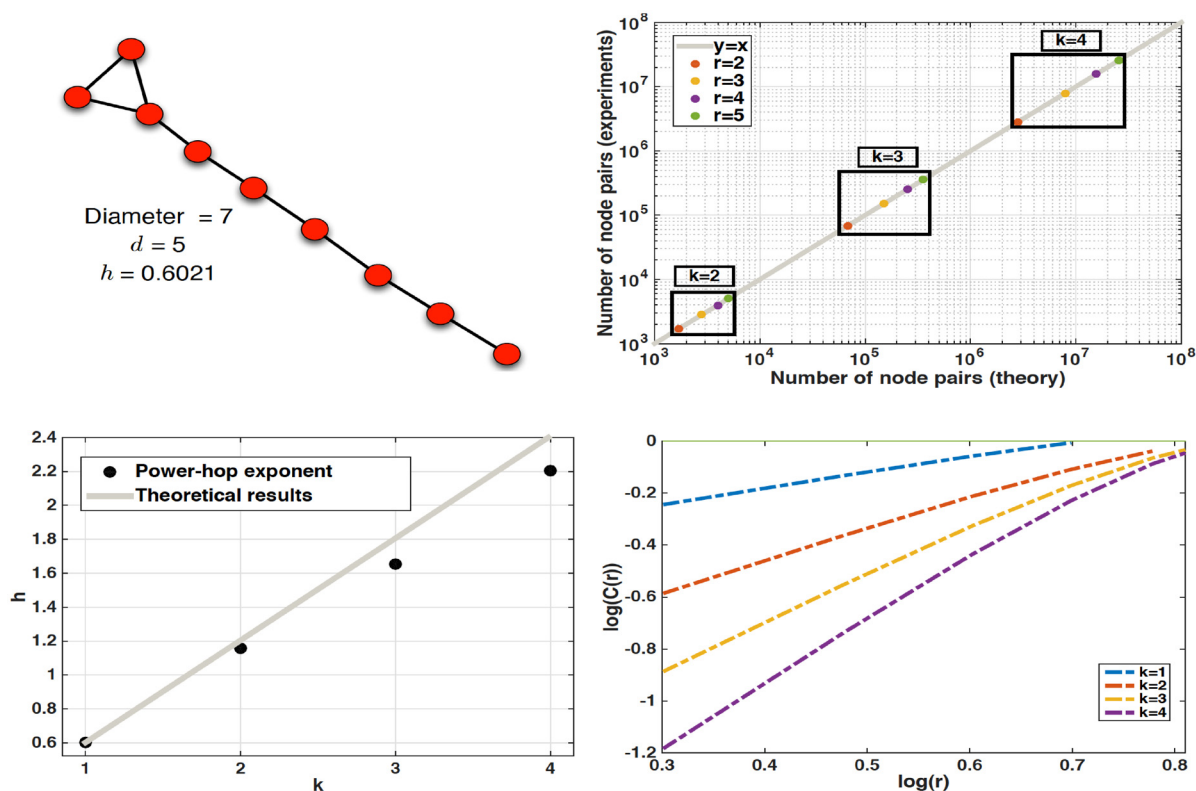 Diameter = 7
d = 5
h = 0.6021
Number of node pairs (experiments)
10^8
10^7
10^6
10^5
10^4
10^3
y=x
r=2
r=3
r=4
r=5
k=4
k=3
k=2
10^3 10^4 10^5 10^6 10^7 10^8
Number of node pairs (theory)
h
2.4
2.2
2
1.8
1.6
1.4
1.2
1
0.8
0.6
Power-hop exponent
Theoretical results
1 2 3 4
k
log(C(r))
0
-0.2
-0.4
-0.6
-0.8
-1
-1.2
k=1
k=2
k=3
k=4
0.3 0.4 0.5 0.6 0.7 0.8
log(r)